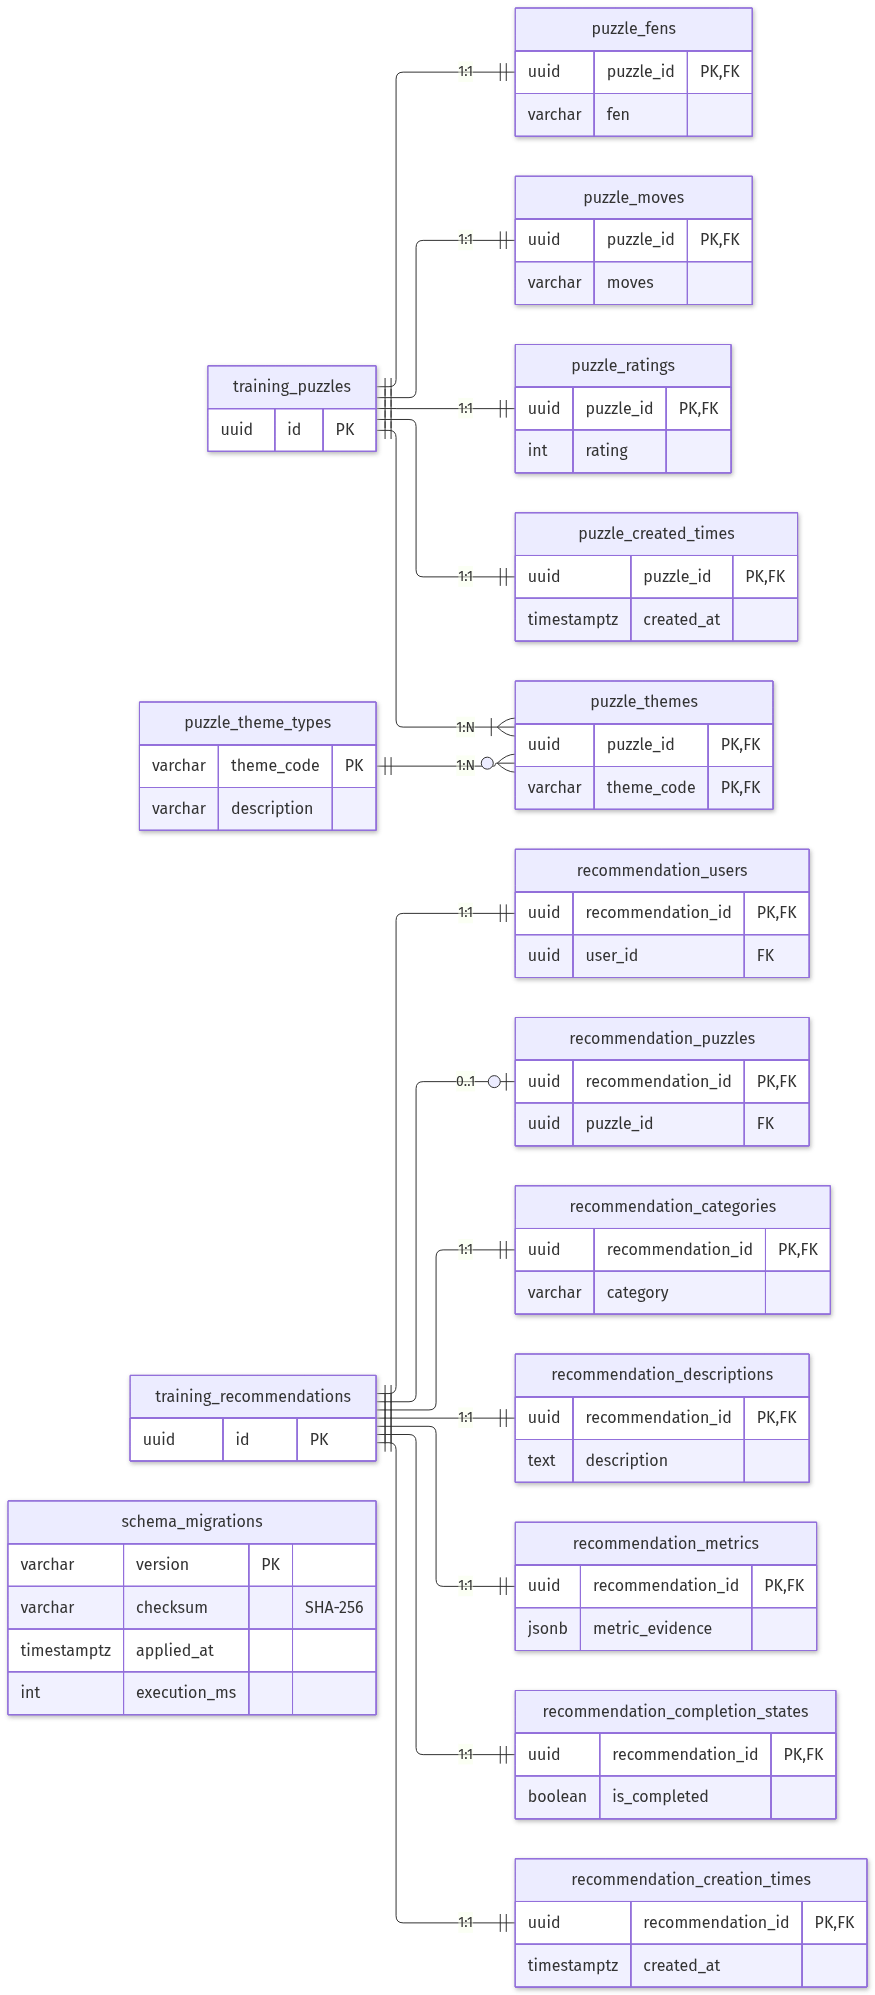 puzzle_fens
uuid puzzle_id PK,FK
varchar fen
1:1
puzzle_moves
uuid puzzle_id PK,FK
varchar moves
1:1
training_puzzles
uuid id PK
puzzle_ratings
uuid puzzle_id PK,FK
int rating
1:1
puzzle_created_times
uuid puzzle_id PK,FK
timestamptz created_at
1:1
puzzle_themes
uuid puzzle_id PK,FK
varchar theme_code PK,FK
1:N
1:N
puzzle_theme_types
varchar theme_code PK
varchar description
recommendation_users
uuid recommendation_id PK,FK
uuid user_id FK
1:1
recommendation_puzzles
uuid recommendation_id PK,FK
uuid puzzle_id FK
0..1
recommendation_categories
uuid recommendation_id PK,FK
varchar category
1:1
training_recommendations
uuid id PK
recommendation_descriptions
uuid recommendation_id PK,FK
text description
1:1
schema_migrations
varchar version PK
varchar checksum SHA-256
timestamptz applied_at
int execution_ms
recommendation_metrics
uuid recommendation_id PK,FK
jsonb metric_evidence
1:1
recommendation_completion_states
uuid recommendation_id PK,FK
boolean is_completed
1:1
recommendation_creation_times
uuid recommendation_id PK,FK
timestamptz created_at
1:1